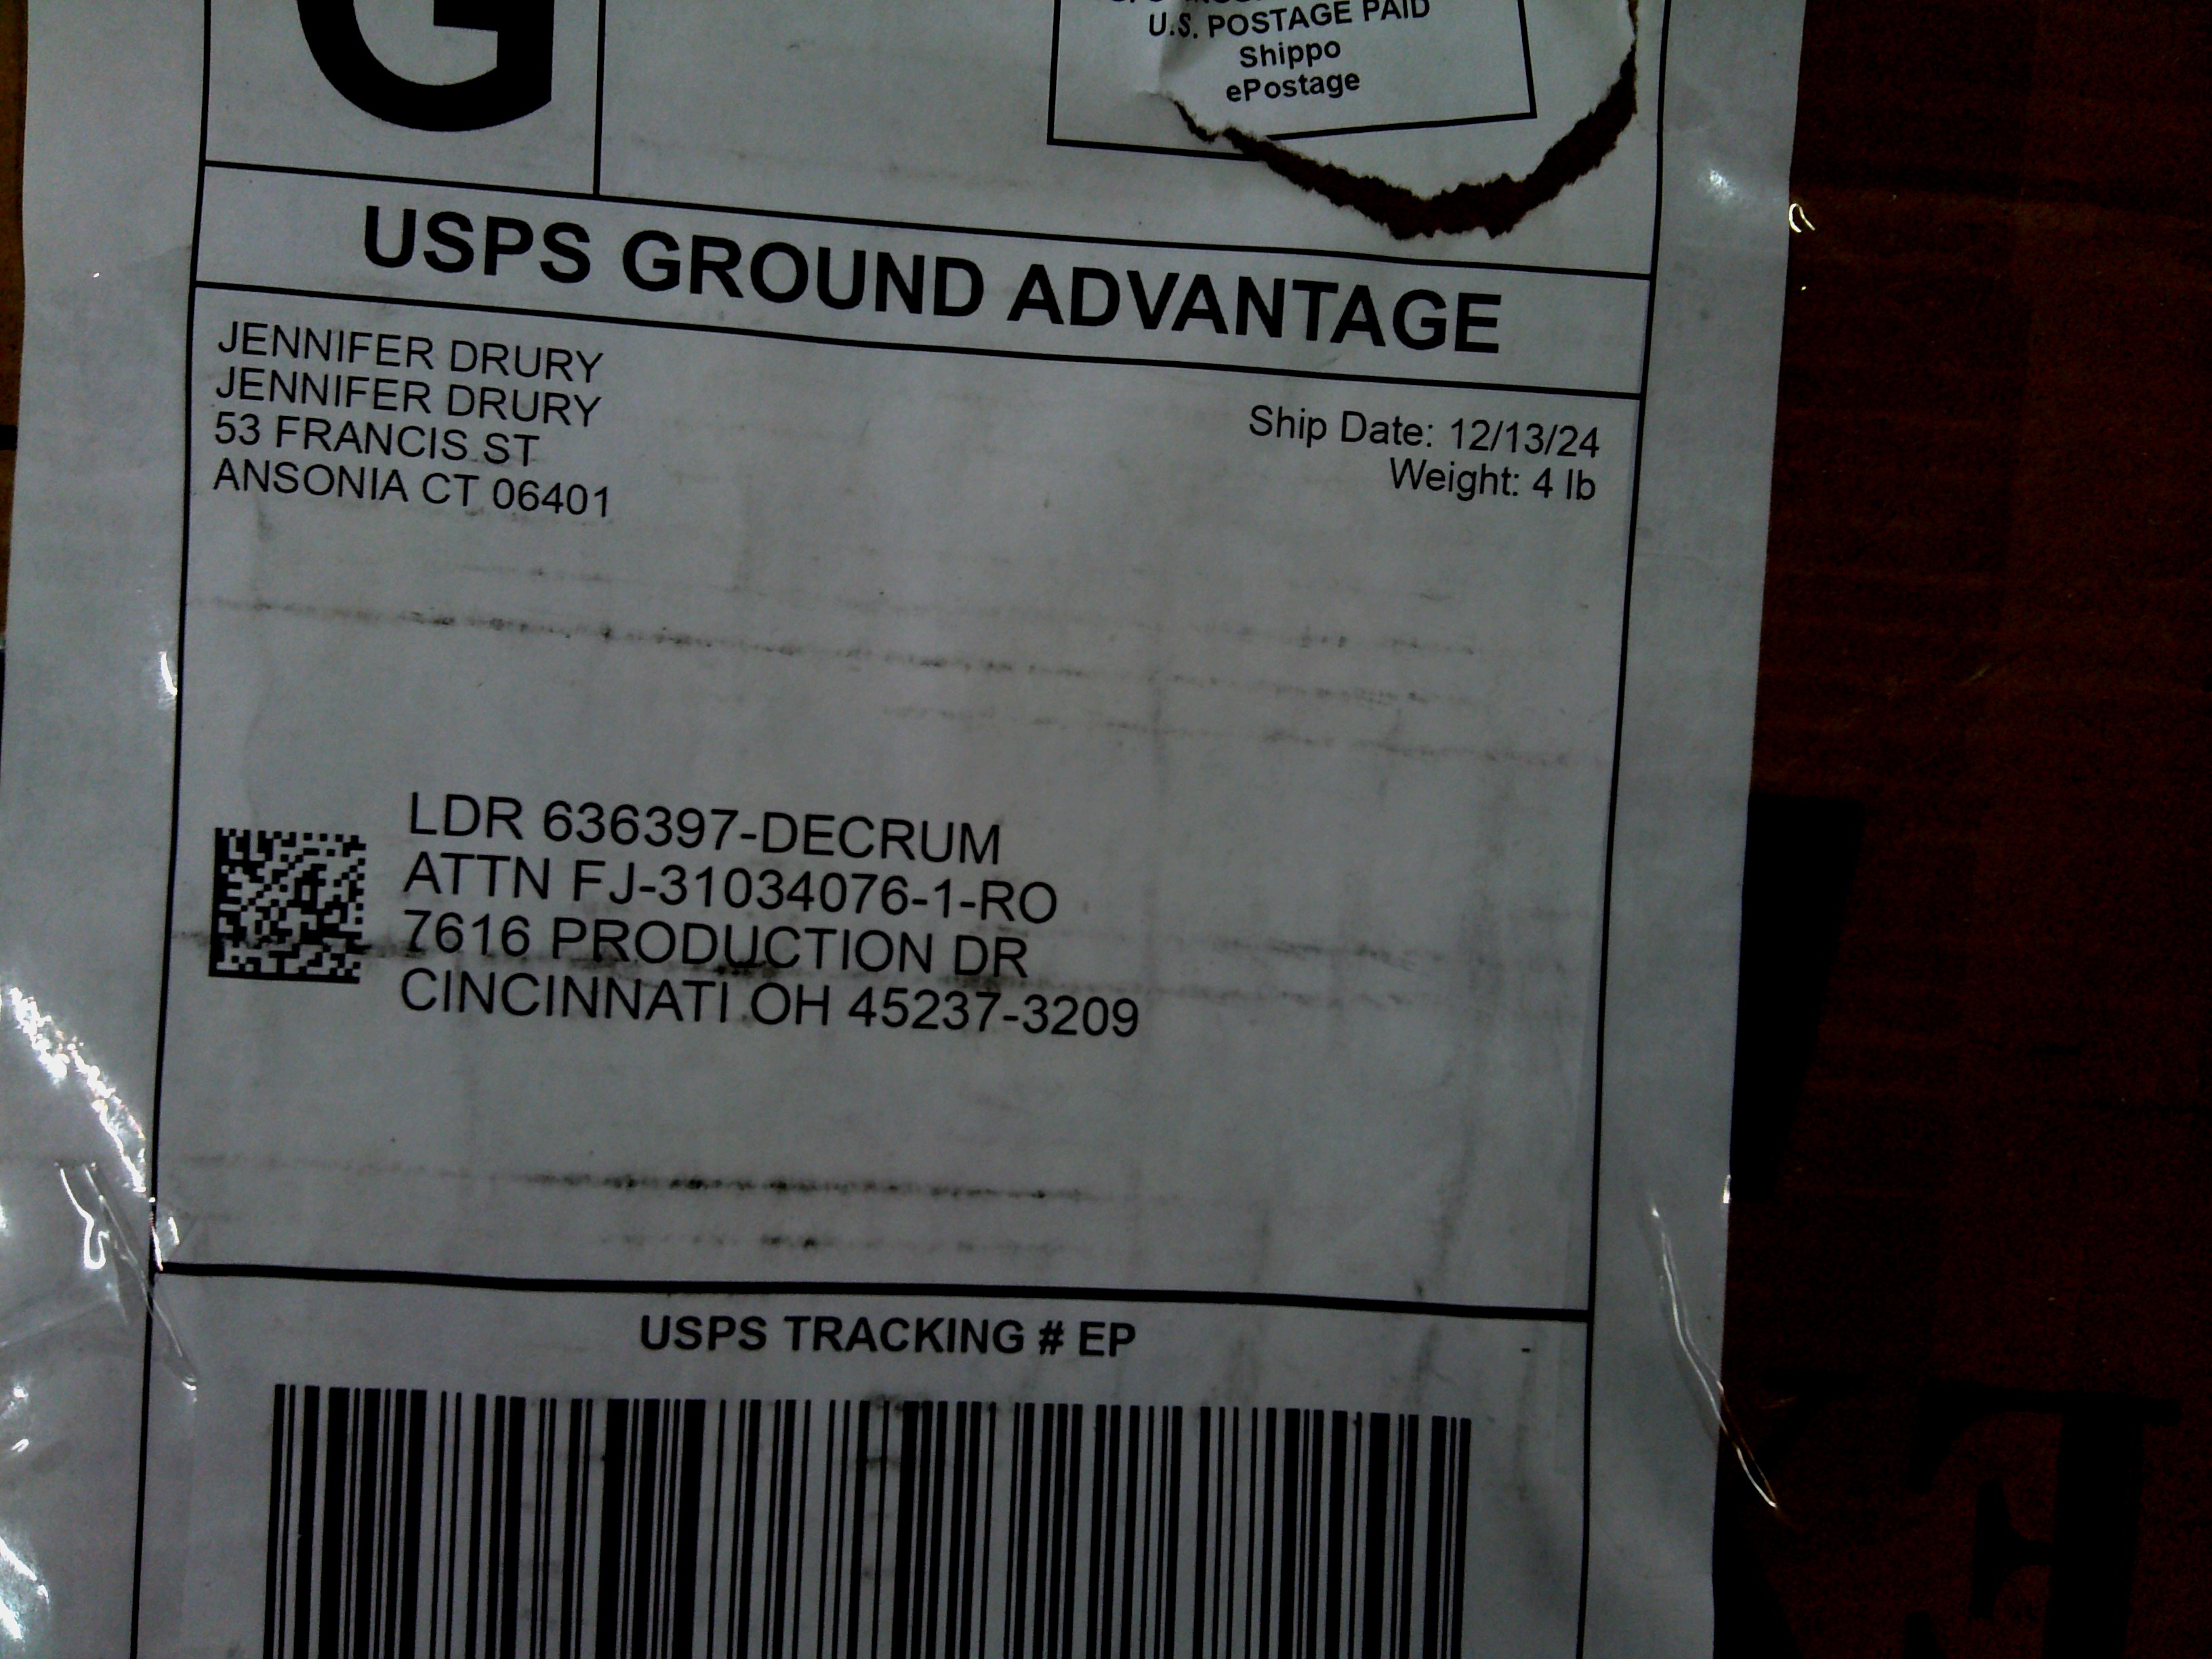 G
U.S. POSTAGE PAID
Shippo
ePostage
USPS GROUND ADVANTAGE
JENNIFER DRURY
JENNIFER DRURY
53 FRANCIS ST
ANSONIA CT 06401
Ship Date: 12/13/24
Weight: 4 lb
LDR 636397-DECRUM
ATTN FJ-31034076-1-RO
7616 PRODUCTION DR
CINCINNATI OH 45237-3209
USPS TRACKING # EP